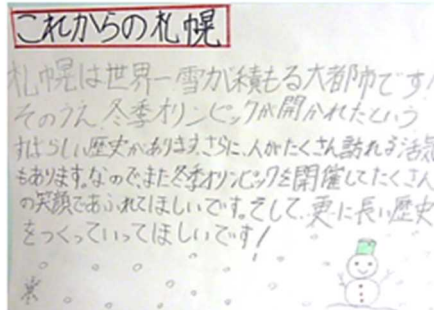 これからの札幌
札幌は世界一雪が積もる大都市です!
そのうえ冬季オリンピックが開かれたという
すばらしい歴史があります。さらに、人がたくさん訪れる活気
もあります。なので、また冬季オリンピックを開催してたくさん
の笑顔であふれてほしいです。そして、更に長い歴史
をつくっていってほしいです!